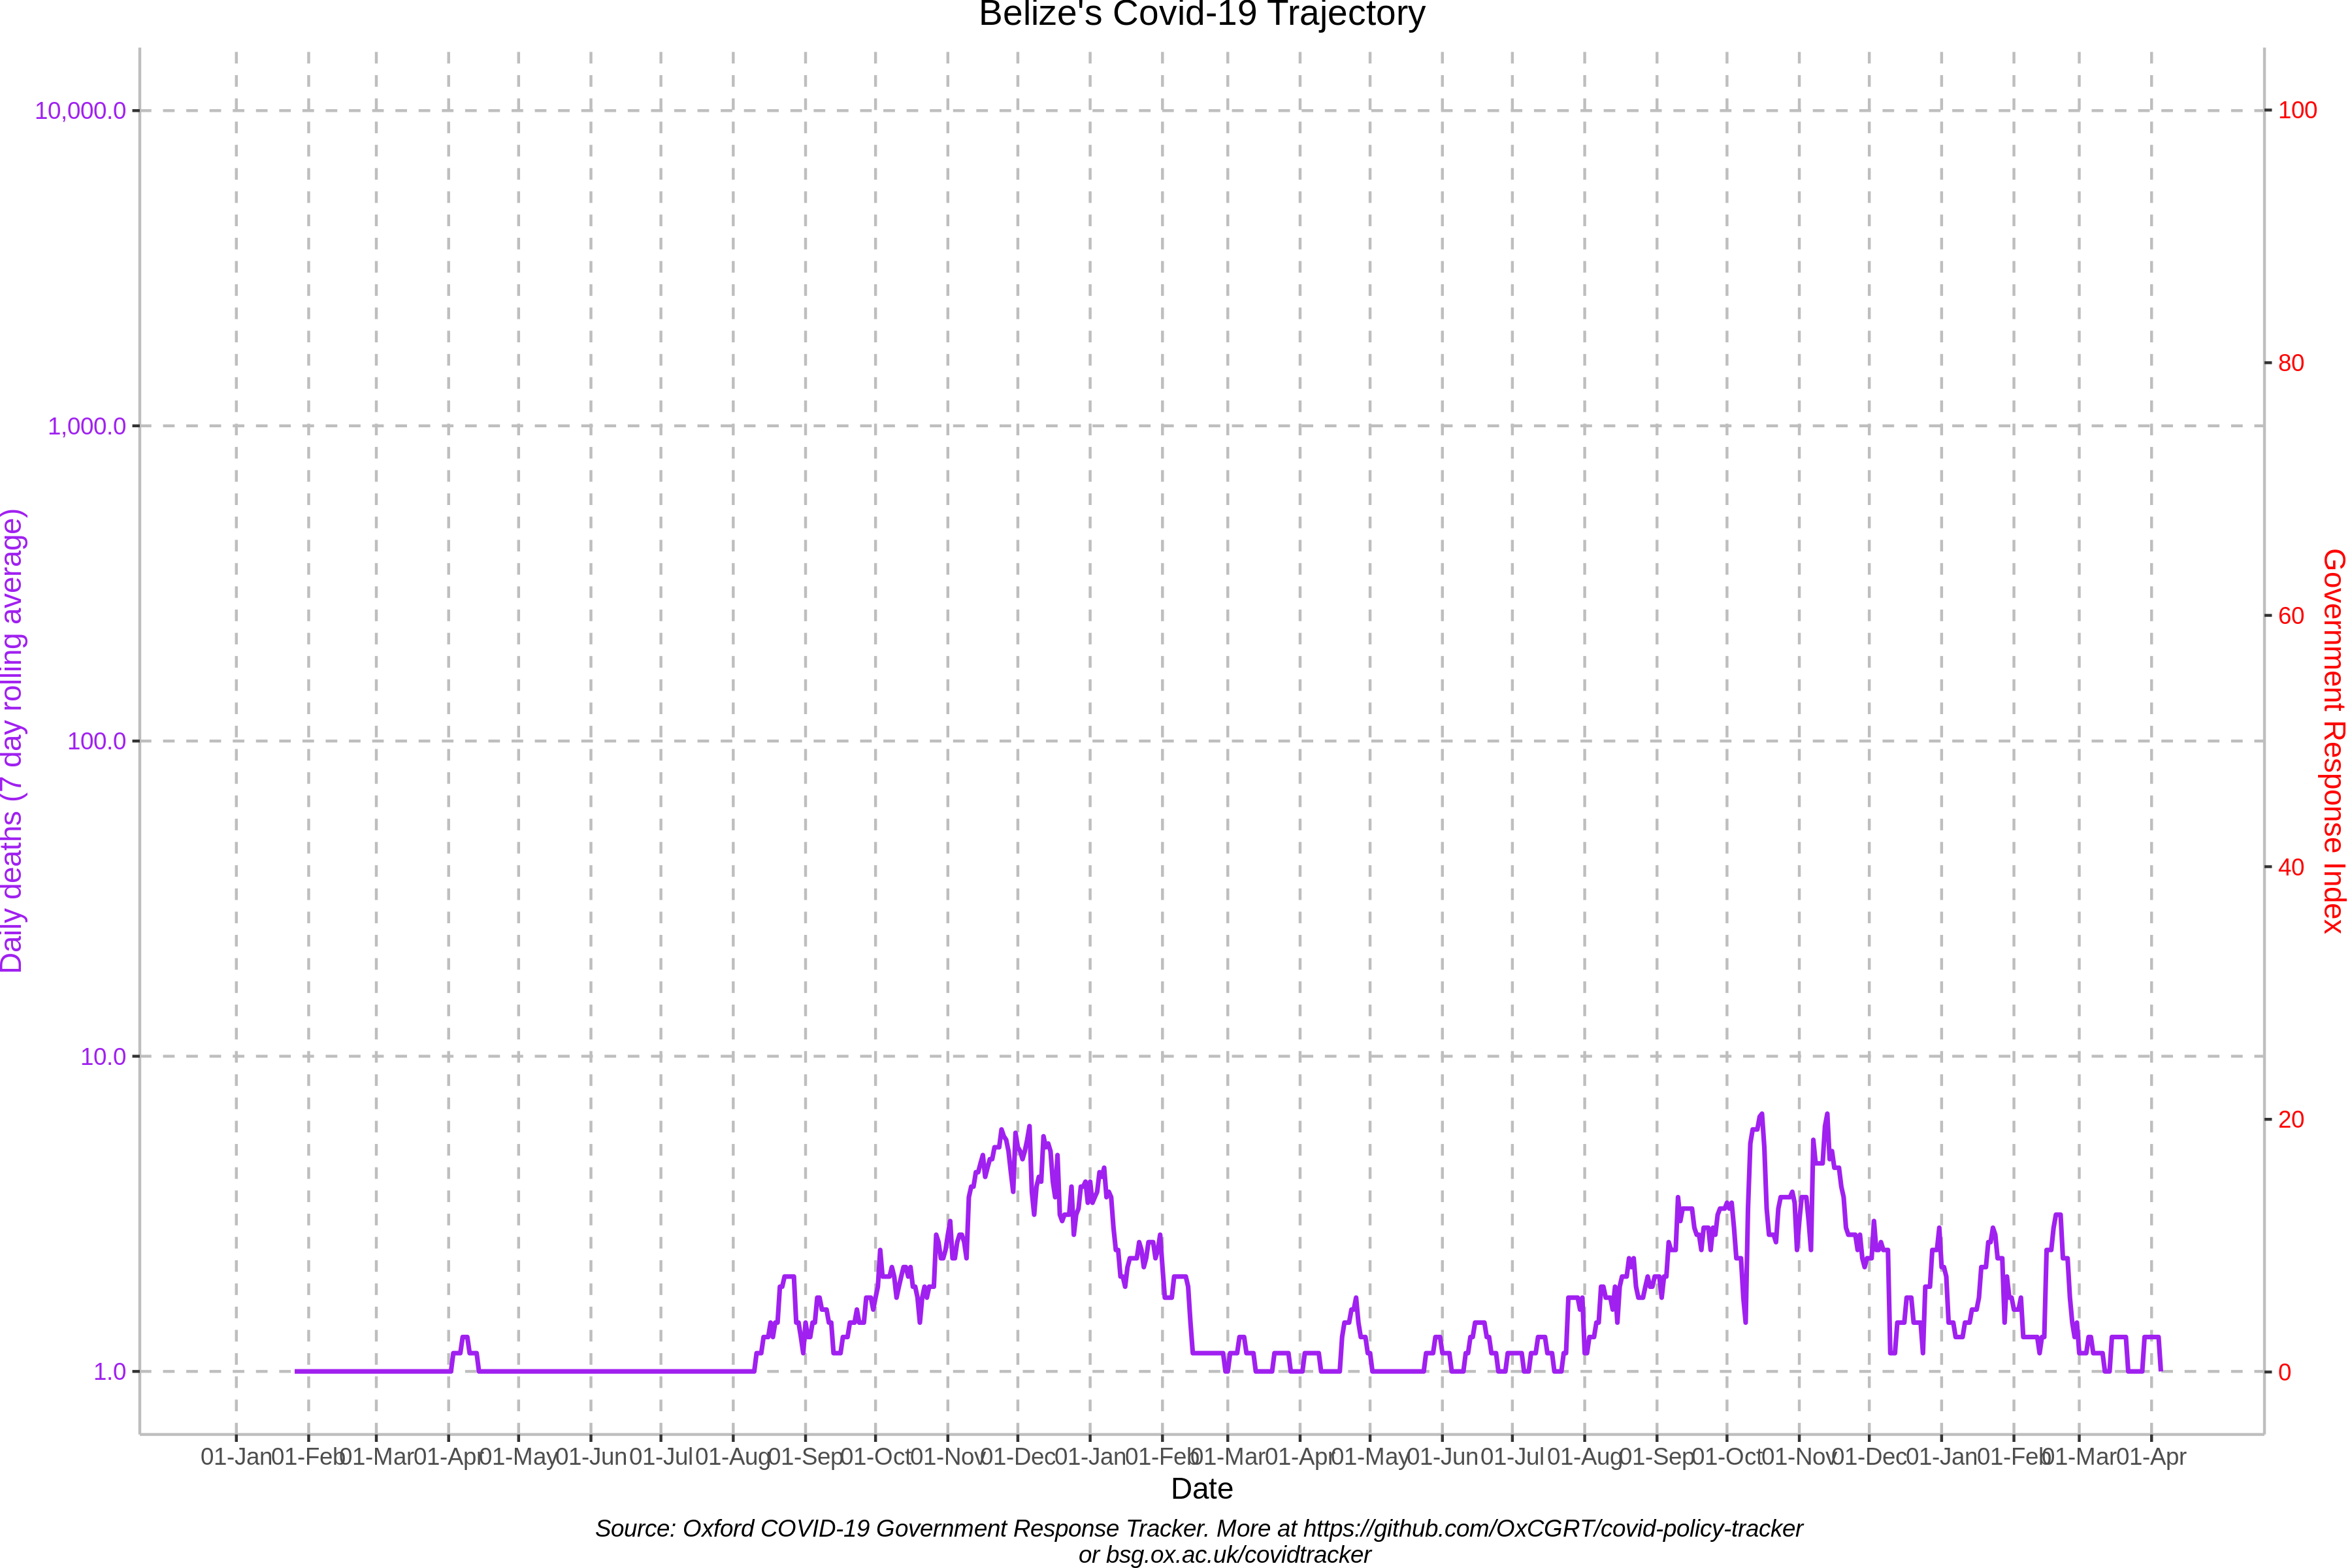 Belize's Covid-19 Trajectory
10,000.0
1,000.0
100.0
10.0
1.0
Daily deaths (7 day rolling average)
100
80
60
40
20
0
Government Response Index
01-Jan 01-Feb 01-Mar 01-Apr 01-May 01-Jun 01-Jul 01-Aug 01-Sep 01-Oct 01-Nov 01-Dec 01-Jan 01-Feb 01-Mar 01-Apr 01-May 01-Jun 01-Jul 01-Aug 01-Sep 01-Oct 01-Nov 01-Dec 01-Jan 01-Feb 01-Mar 01-Apr
Date
Source: Oxford COVID-19 Government Response Tracker. More at https://github.com/OxCGRT/covid-policy-tracker
or bsg.ox.ac.uk/covidtracker